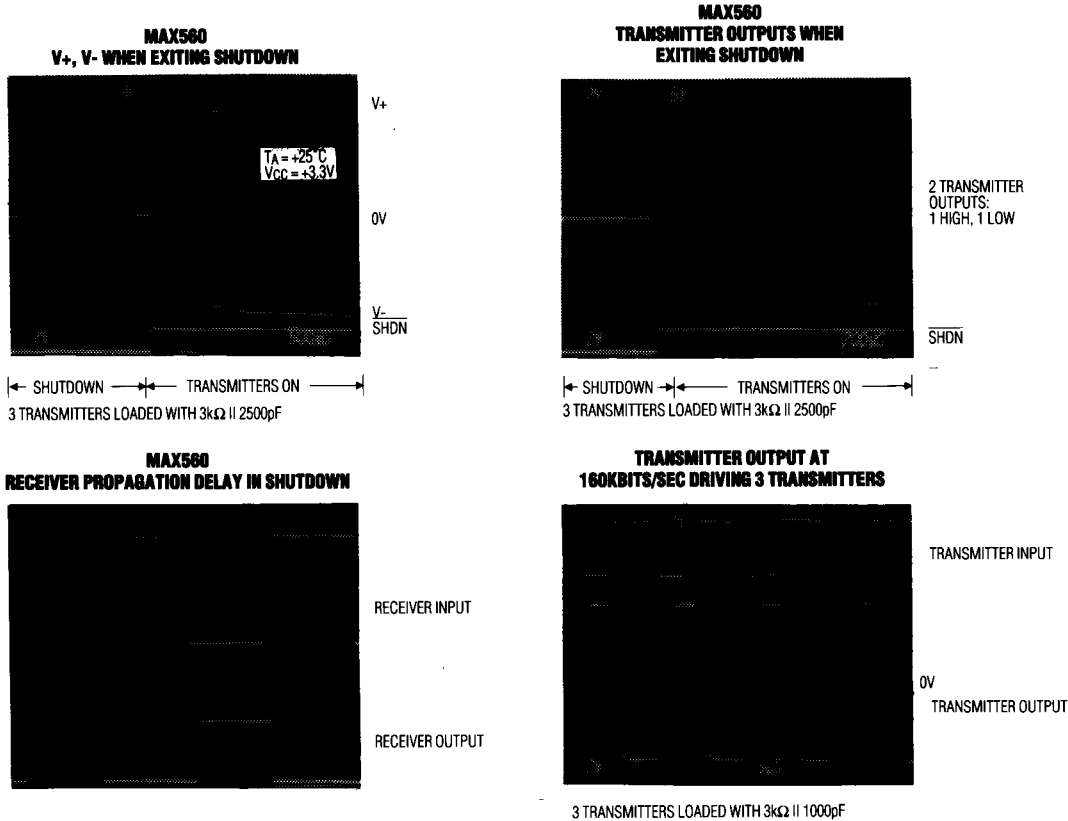 MAX560
V+, V- WHEN EXITING SHUTDOWN
V+
TA = +25°C
VCC = +3.3V
0V
V-
SHDN
SHUTDOWN
TRANSMITTERS ON
3 TRANSMITTERS LOADED WITH 3kΩ II 2500pF
MAX560
TRANSMITTER OUTPUTS WHEN
EXITING SHUTDOWN
2 TRANSMITTER
OUTPUTS:
1 HIGH, 1 LOW
SHDN
SHUTDOWN
TRANSMITTERS ON
3 TRANSMITTERS LOADED WITH 3kΩ II 2500pF
MAX560
RECEIVER PROPAGATION DELAY IN SHUTDOWN
RECEIVER INPUT
RECEIVER OUTPUT
TRANSMITTER OUTPUT AT
160KBITS/SEC DRIVING 3 TRANSMITTERS
TRANSMITTER INPUT
0V
TRANSMITTER OUTPUT
3 TRANSMITTERS LOADED WITH 3kΩ II 1000pF